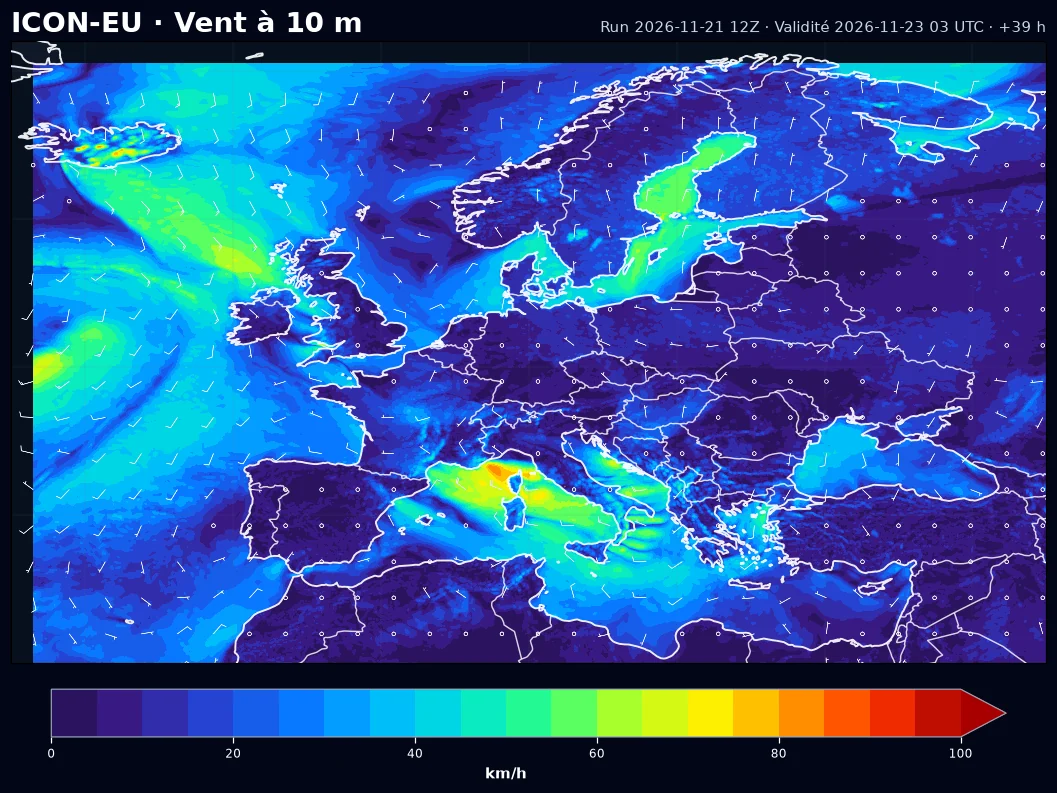 ICON-EU · Vent à 10 m
Run 2026-11-21 12Z · Validité 2026-11-23 03 UTC · +39 h
0 20 40 60 80 100
km/h